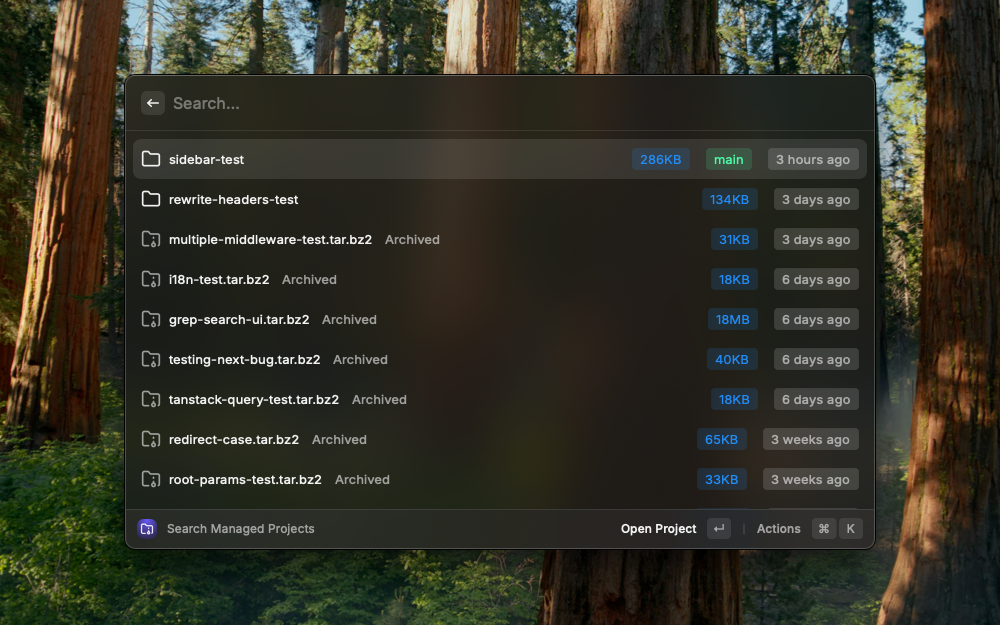 Search...
sidebar-test 286KB main 3 hours ago
rewrite-headers-test 134KB 3 days ago
multiple-middleware-test.tar.bz2 Archived 31KB 3 days ago
i18n-test.tar.bz2 Archived 18KB 6 days ago
grep-search-ui.tar.bz2 Archived 18MB 6 days ago
testing-next-bug.tar.bz2 Archived 40KB 6 days ago
tanstack-query-test.tar.bz2 Archived 18KB 6 days ago
redirect-case.tar.bz2 Archived 65KB 3 weeks ago
root-params-test.tar.bz2 Archived 33KB 3 weeks ago
Search Managed Projects Open Project ↵ Actions ⌘ K